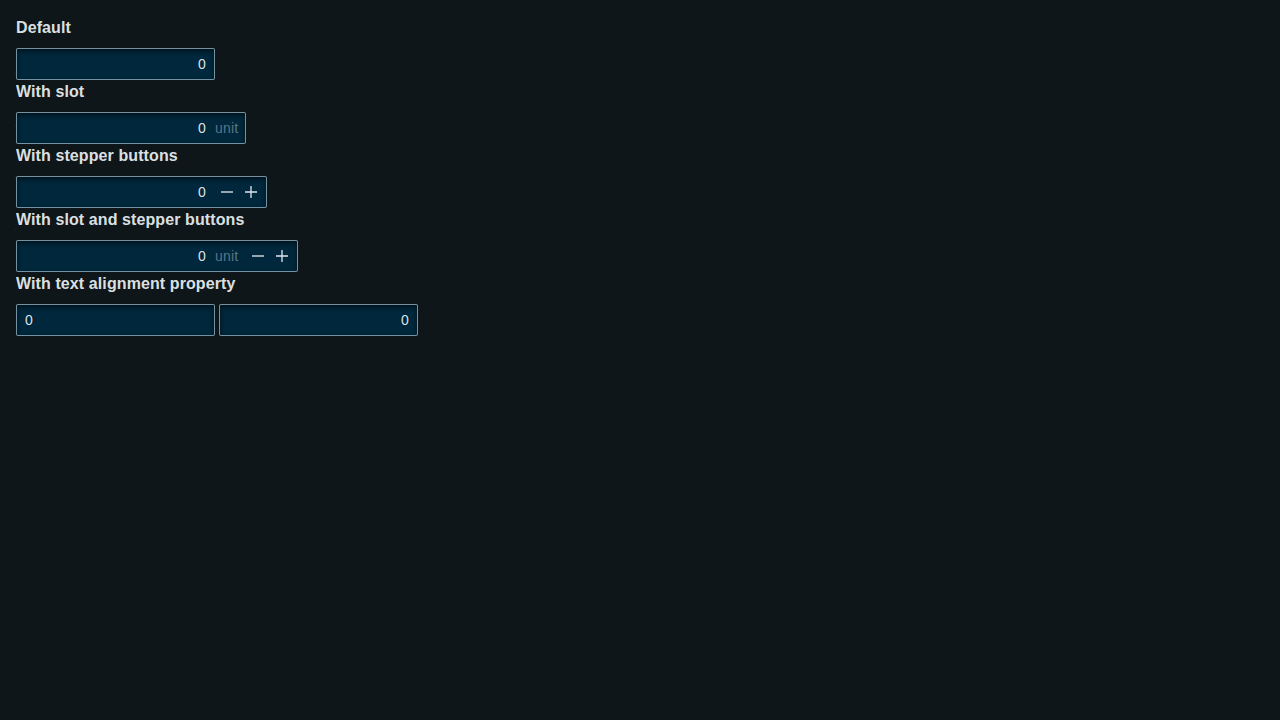 Default
0
With slot
0 unit
With stepper buttons
0
With slot and stepper buttons
0 unit
With text alignment property
0 0